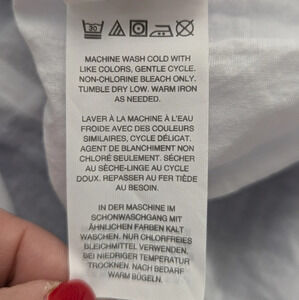 30
MACHINE WASH COLD WITH
LIKE COLORS, GENTLE CYCLE.
NON-CHLORINE BLEACH ONLY.
TUMBLE DRY LOW. WARM IRON
AS NEEDED.
LAVER À LA MACHINE À L'EAU
FROIDE AVEC DES COULEURS
SIMILAIRES, CYCLE DÉLICAT.
AGENT DE BLANCHIMENT NON
CHLORÉ SEULEMENT. SÉCHER
AU SÈCHE-LINGE AU CYCLE
DOUX. REPASSER AU FER TIÈDE
AU BESOIN.
IN DER MASCHINE IM
SCHONWASCHGANG MIT
ÄHNLICHEN FARBEN KALT
WASCHEN. NUR CHLORFREIES
BLEICHMITTEL VERWENDEN.
BEI NIEDRIGER TEMPERATUR
TROCKNEN. NACH BEDARF
WARM BÜGELN.